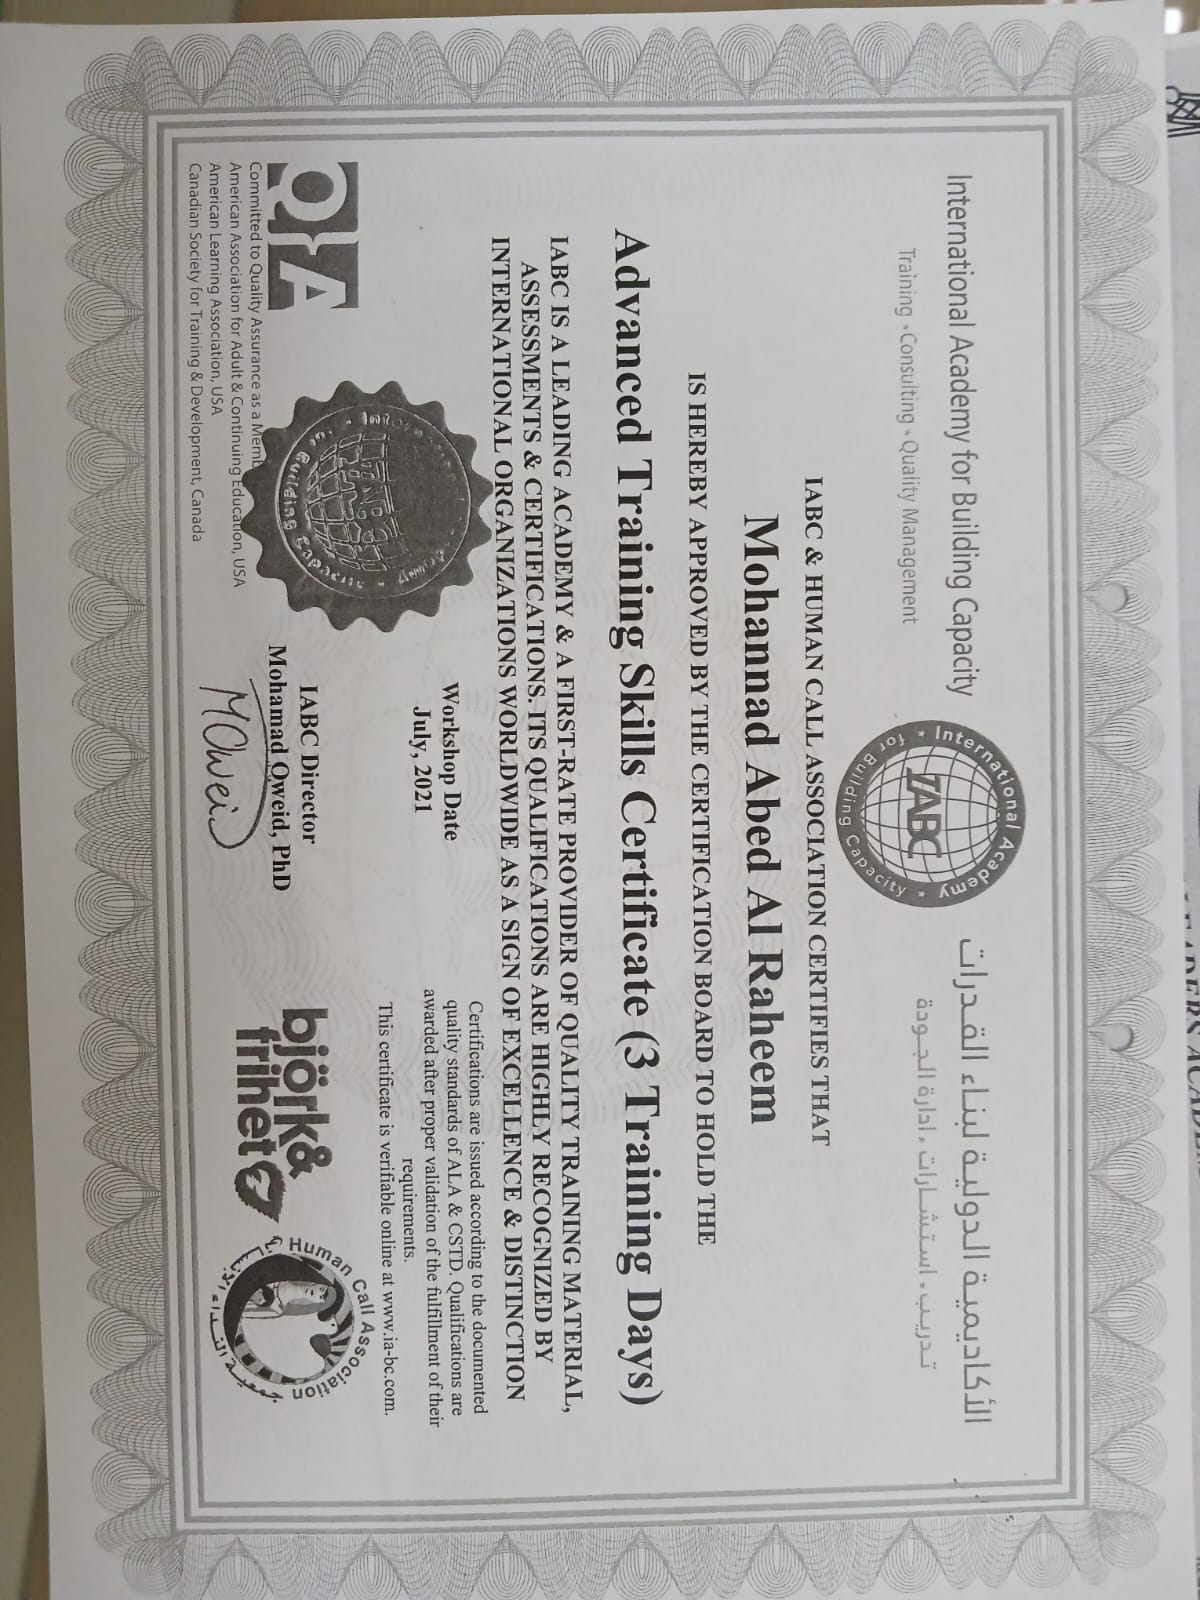 International Academy for Building Capacity
Training • Consulting • Quality Management
International Academy
for Building Capacity
IABC
الأكاديمية الدولية لبناء القدرات
تدريب • استشارات • ادارة الجودة
IABC & HUMAN CALL ASSOCIATION CERTIFIES THAT
Mohannad Abed Al Raheem
IS HEREBY APPROVED BY THE CERTIFICATION BOARD TO HOLD THE
Advanced Training Skills Certificate (3 Training Days)
IABC IS A LEADING ACADEMY & A FIRST-RATE PROVIDER OF QUALITY TRAINING MATERIAL,
ASSESSMENTS & CERTIFICATIONS. ITS QUALIFICATIONS ARE HIGHLY RECOGNIZED BY
INTERNATIONAL ORGANIZATIONS WORLDWIDE AS A SIGN OF EXCELLENCE & DISTINCTION
QA
Committed to Quality Assurance as a Memb
American Association for Adult & Continuing Education, USA
American Learning Association, USA
Canadian Society for Training & Development, Canada
Building Capacity
Workshop Date
July, 2021
IABC Director
Mohamad Oweid, PhD
MOweid
Certifications are issued according to the documented
quality standards of ALA & CSTD. Qualifications are
awarded after proper validation of the fulfillment of their
requirements.
This certificate is verifiable online at www.ia-bc.com.
björkå
frihet
Human Call Association